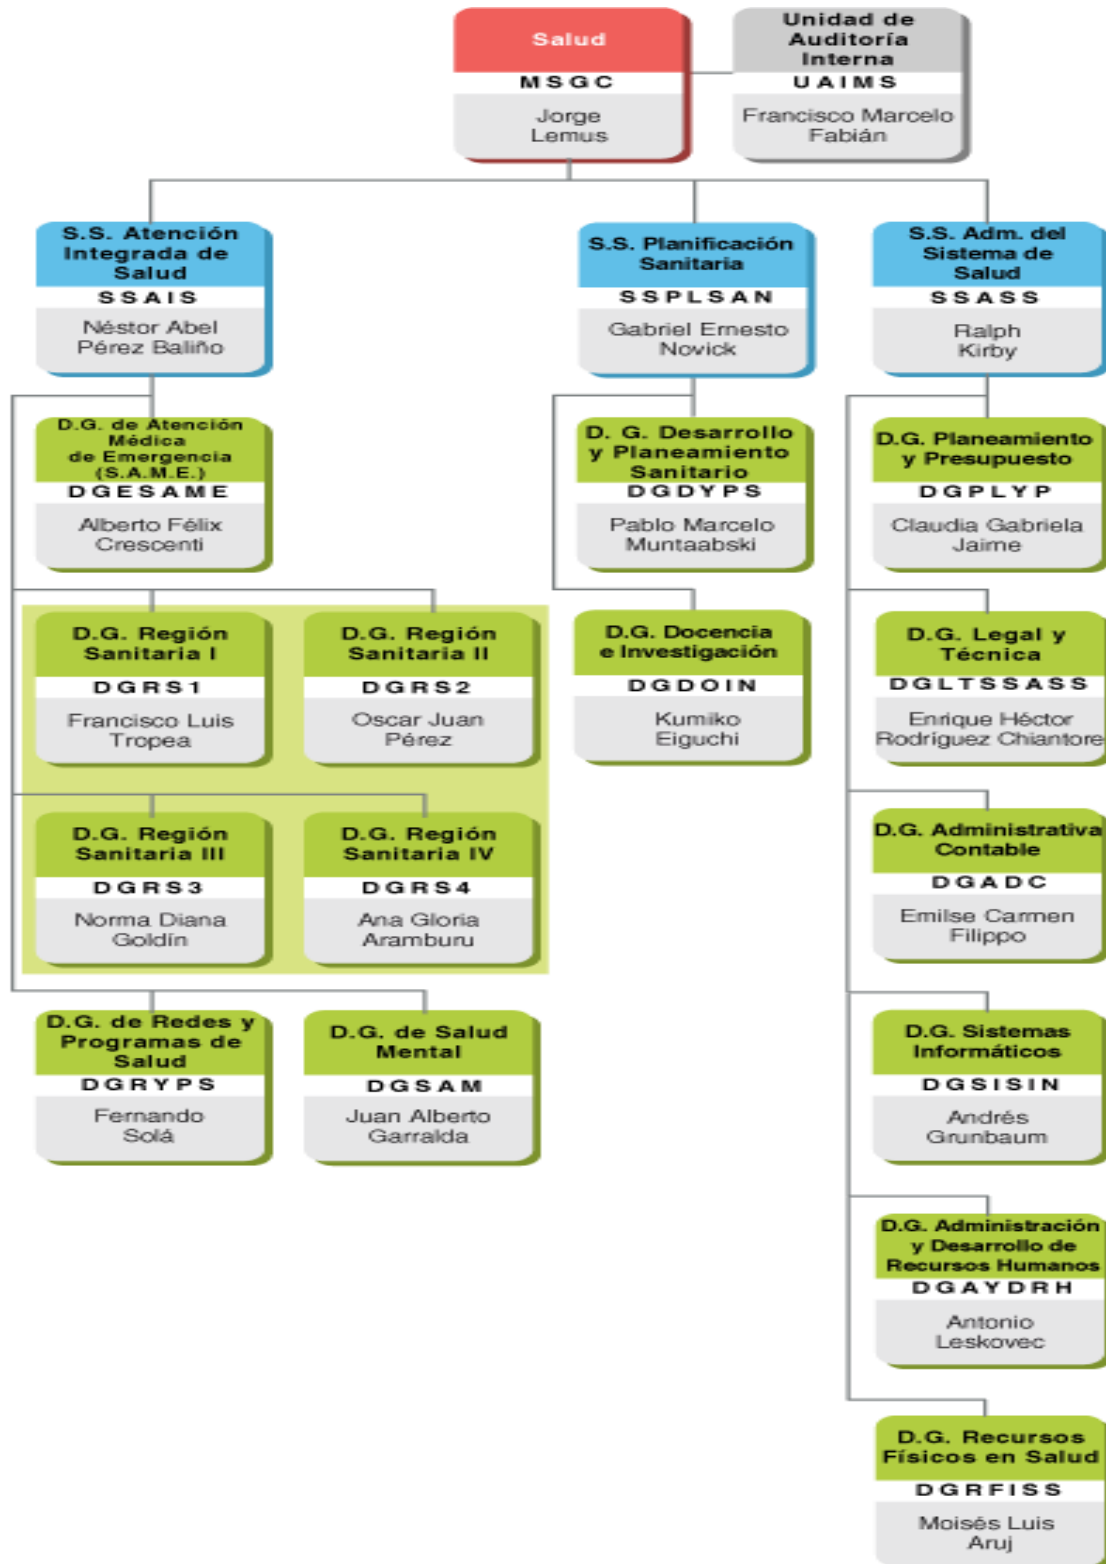 Salud
MSGC
Jorge
Lemus
Unidad de
Auditoría
Interna
UAIMS
Francisco Marcelo
Fabián
S.S. Atención
Integrada de
Salud
SSAIS
Néstor Abel
Pérez Baliño
S.S. Planificación
Sanitaria
SSPLSAN
Gabriel Ernesto
Novick
S.S. Adm. del
Sistema de
Salud
SSASS
Ralph
Kirby
D.G. de Atención
Médica
de Emergencia
(S.A.M.E.)
DGESAME
Alberto Félix
Crescenti
D. G. Desarrollo
y Planeamiento
Sanitario
DGDYPS
Pablo Marcelo
Muntaabski
D.G. Planeamiento
y Presupuesto
DGPLYP
Claudia Gabriela
Jaime
D.G. Región
Sanitaria I
DGRS1
Francisco Luis
Tropea
D.G. Región
Sanitaria II
DGRS2
Oscar Juan
Pérez
D.G. Docencia
e Investigación
DGDOIN
Kumiko
Eiguchi
D.G. Legal y
Técnica
DGLTSSASS
Enrique Héctor
Rodríguez Chiantore
D.G. Región
Sanitaria III
DGRS3
Norma Diana
Goldín
D.G. Región
Sanitaria IV
DGRS4
Ana Gloria
Aramburu
D.G. Administrativa
Contable
DGADC
Emilse Carmen
Filippo
D.G. de Redes y
Programas de
Salud
DGRYPS
Fernando
Solá
D.G. de Salud
Mental
DGSAM
Juan Alberto
Garralda
D.G. Sistemas
Informáticos
DGSISIN
Andrés
Grunbaum
D.G. Administración
y Desarrollo de
Recursos Humanos
DGAYDRH
Antonio
Leskovec
D.G. Recursos
Físicos en Salud
DGRFISS
Moisés Luis
Aruj